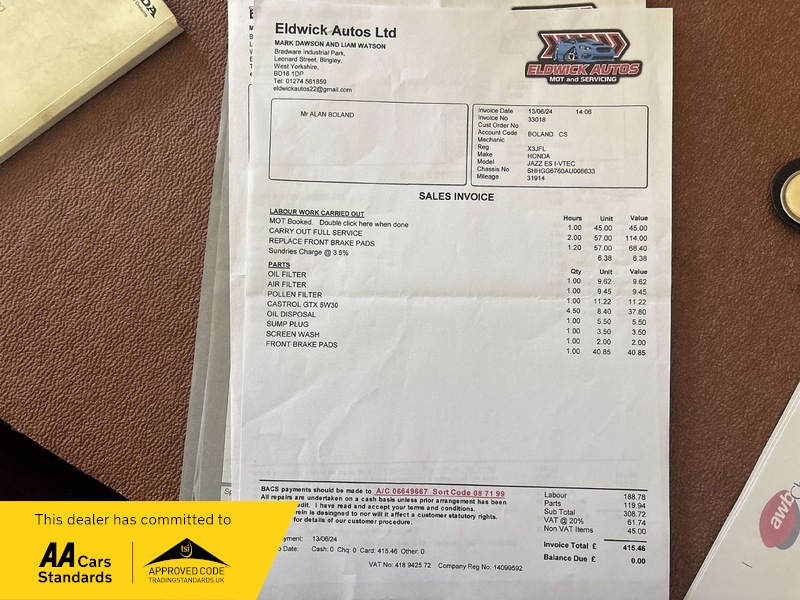 Eldwick Autos Ltd
MARK DAWSON AND LIAM WATSON
Bradware Industrial Park,
Leonard Street, Bingley,
West Yorkshire,
BD16 1DP
Tel: 01274 561859
eldwickautos22@gmail.com
ELDWICK AUTOS
MOT and SERVICING
Mr ALAN BOLAND
Invoice Date 13/06/24 14:06
Invoice No 33018
Cust Order No
Account Code BOLAND CS
Mechanic
Reg X3JFL
Make HONDA
Model JAZZ ES I-VTEC
Chassis No SHHGG6760AU008633
Mileage 31914
SALES INVOICE
LABOUR WORK CARRIED OUT Hours Unit Value
MOT Booked. Double click here when done 1.00 45.00 45.00
CARRY OUT FULL SERVICE 2.00 57.00 114.00
REPLACE FRONT BRAKE PADS 1.20 57.00 68.40
Sundries Charge @ 3.5% 6.38 6.38
PARTS Qty Unit Value
OIL FILTER 1.00 9.62 9.62
AIR FILTER 1.00 9.45 9.45
POLLEN FILTER 1.00 11.22 11.22
CASTROL GTX 5W30 4.50 8.40 37.80
OIL DISPOSAL 1.00 5.50 5.50
SUMP PLUG 1.00 3.50 3.50
SCREEN WASH 1.00 2.00 2.00
FRONT BRAKE PADS 1.00 40.85 40.85
BACS payments should be made to A/C 06649667 Sort Code 08 71 99
All repairs are undertaken on a cash basis unless prior arrangement has been
edit. I have read and accept your terms and conditions.
rein is designed to nor will it affect a customer statutory rights.
for details of our customer procedure.
Labour 188.78
Parts 119.94
Sub Total 308.72
VAT @ 20% 61.74
Non VAT Items 45.00
Invoice Total £ 415.46
Balance Due £ 0.00
yment: 13/06/24
Date: Cash: 0 Chq: 0 Card: 415.46 Other: 0
VAT No: 418 9425 72 Company Reg No: 14099592
This dealer has committed to
AA Cars
Standards
tsi
APPROVED CODE
TRADINGSTANDARDS.UK